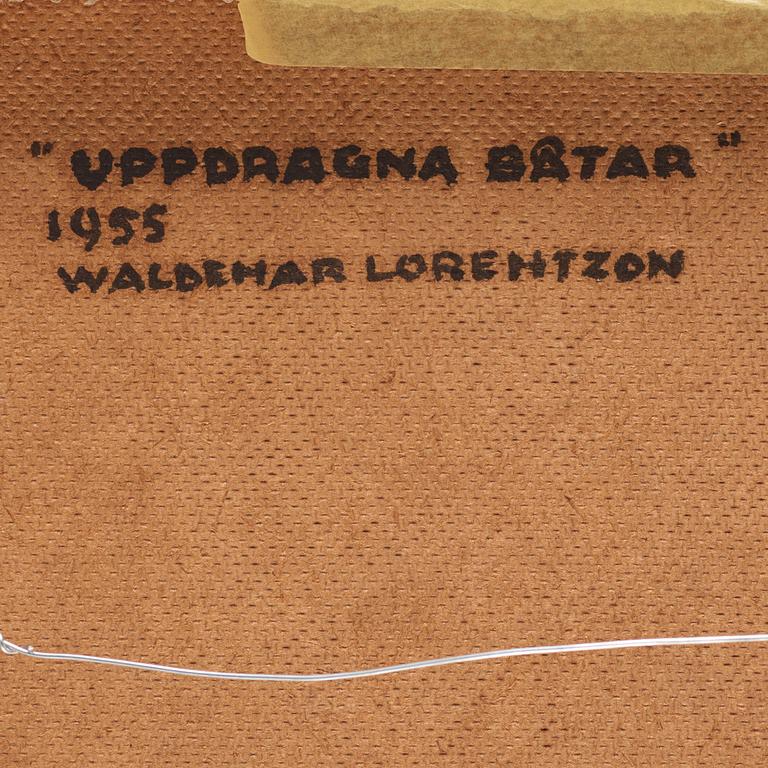 "UPPDRAGNA BÅTAR"
1955
WALDEMAR LORENTZON